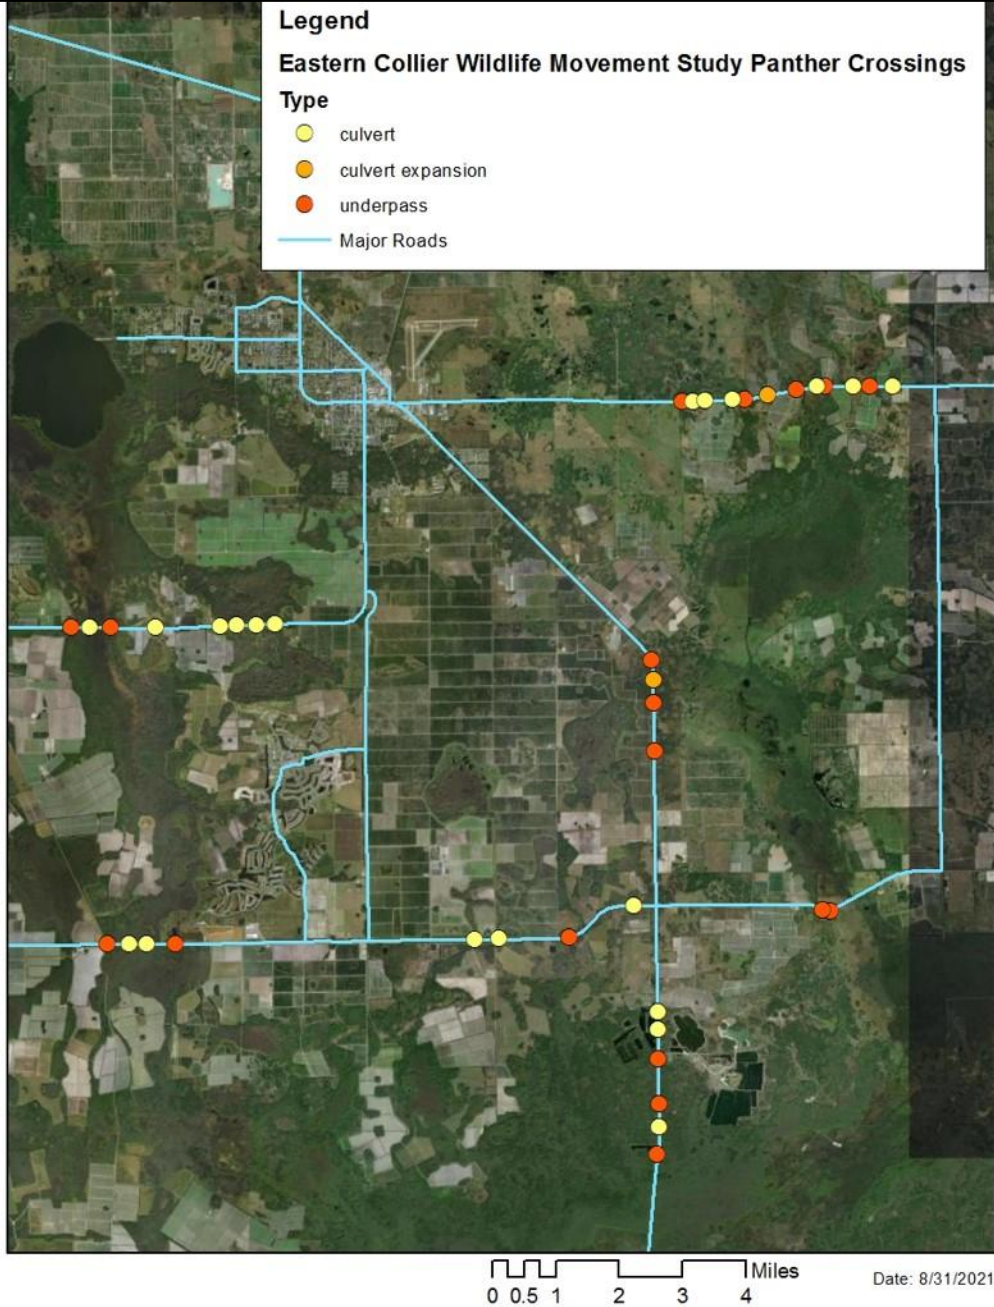 Legend
Eastern Collier Wildlife Movement Study Panther Crossings
Type
culvert
culvert expansion
underpass
Major Roads
Miles
0 0.5 1 2 3 4
Date: 8/31/2021